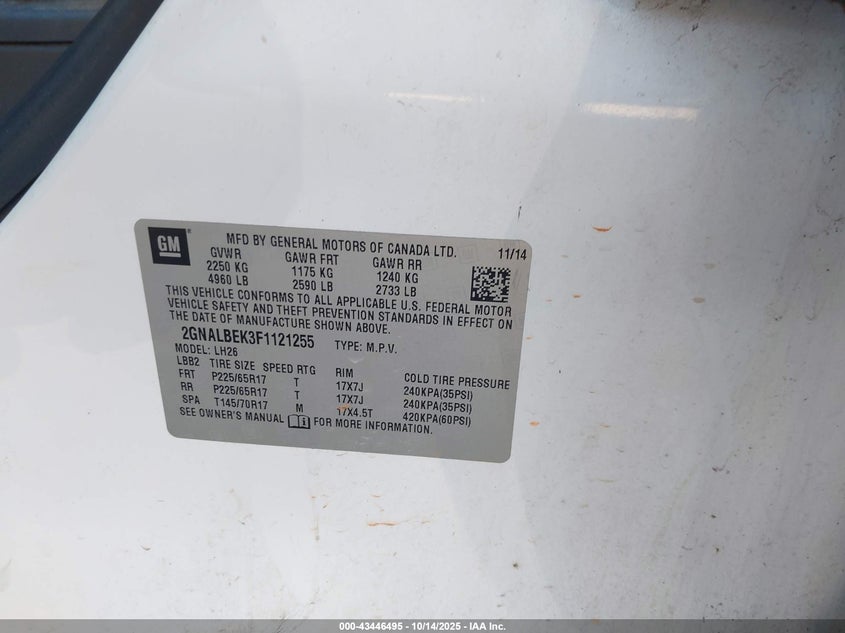 GM ®
MFD BY GENERAL MOTORS OF CANADA LTD. 11/14
GVWR GAWR FRT GAWR RR
2250 KG 1175 KG 1240 KG
4960 LB 2590 LB 2733 LB
THIS VEHICLE CONFORMS TO ALL APPLICABLE U.S. FEDERAL MOTOR
VEHICLE SAFETY AND THEFT PREVENTION STANDARDS IN EFFECT ON
THE DATE OF MANUFACTURE SHOWN ABOVE.
2GNALBEK3F1121255 TYPE: M.P.V.
MODEL: LH26
LBB2 TIRE SIZE SPEED RTG RIM COLD TIRE PRESSURE
FRT P225/65R17 T 17X7J 240KPA(35PSI)
RR P225/65R17 T 17X7J 240KPA(35PSI)
SPA T145/70R17 M 17X4.5T 420KPA(60PSI)
SEE OWNER'S MANUAL FOR MORE INFORMATION.
000-43446495 - 10/14/2025 - IAA Inc.